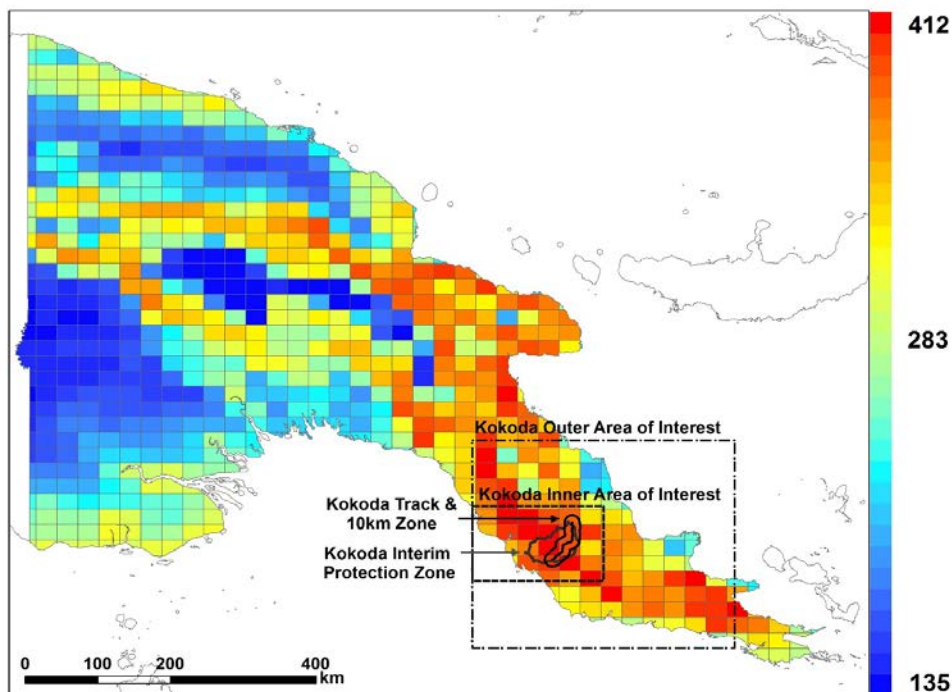 412
283
Kokoda Outer Area of Interest
Kokoda Inner Area of Interest
Kokoda Track &
10km Zone
Kokoda Interim
Protection Zone
0 100 200 400
km
135